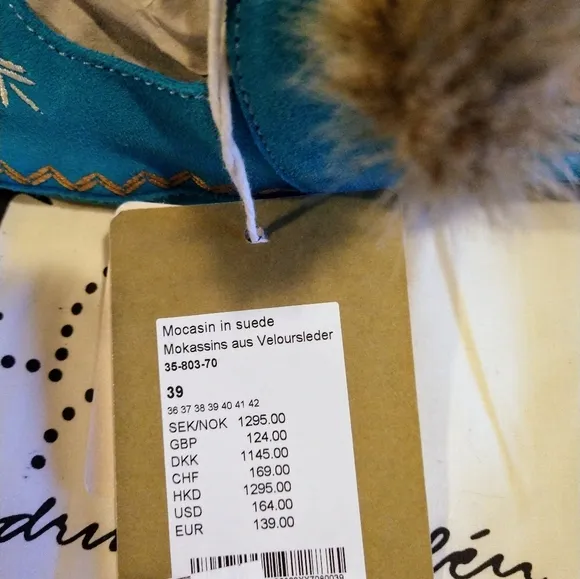 Mocasin in suede
Mokassins aus Veloursleder
35-803-70
39
36 37 38 39 40 41 42
SEK/NOK 1295.00
GBP 124.00
DKK 1145.00
CHF 169.00
HKD 1295.00
USD 164.00
EUR 139.00